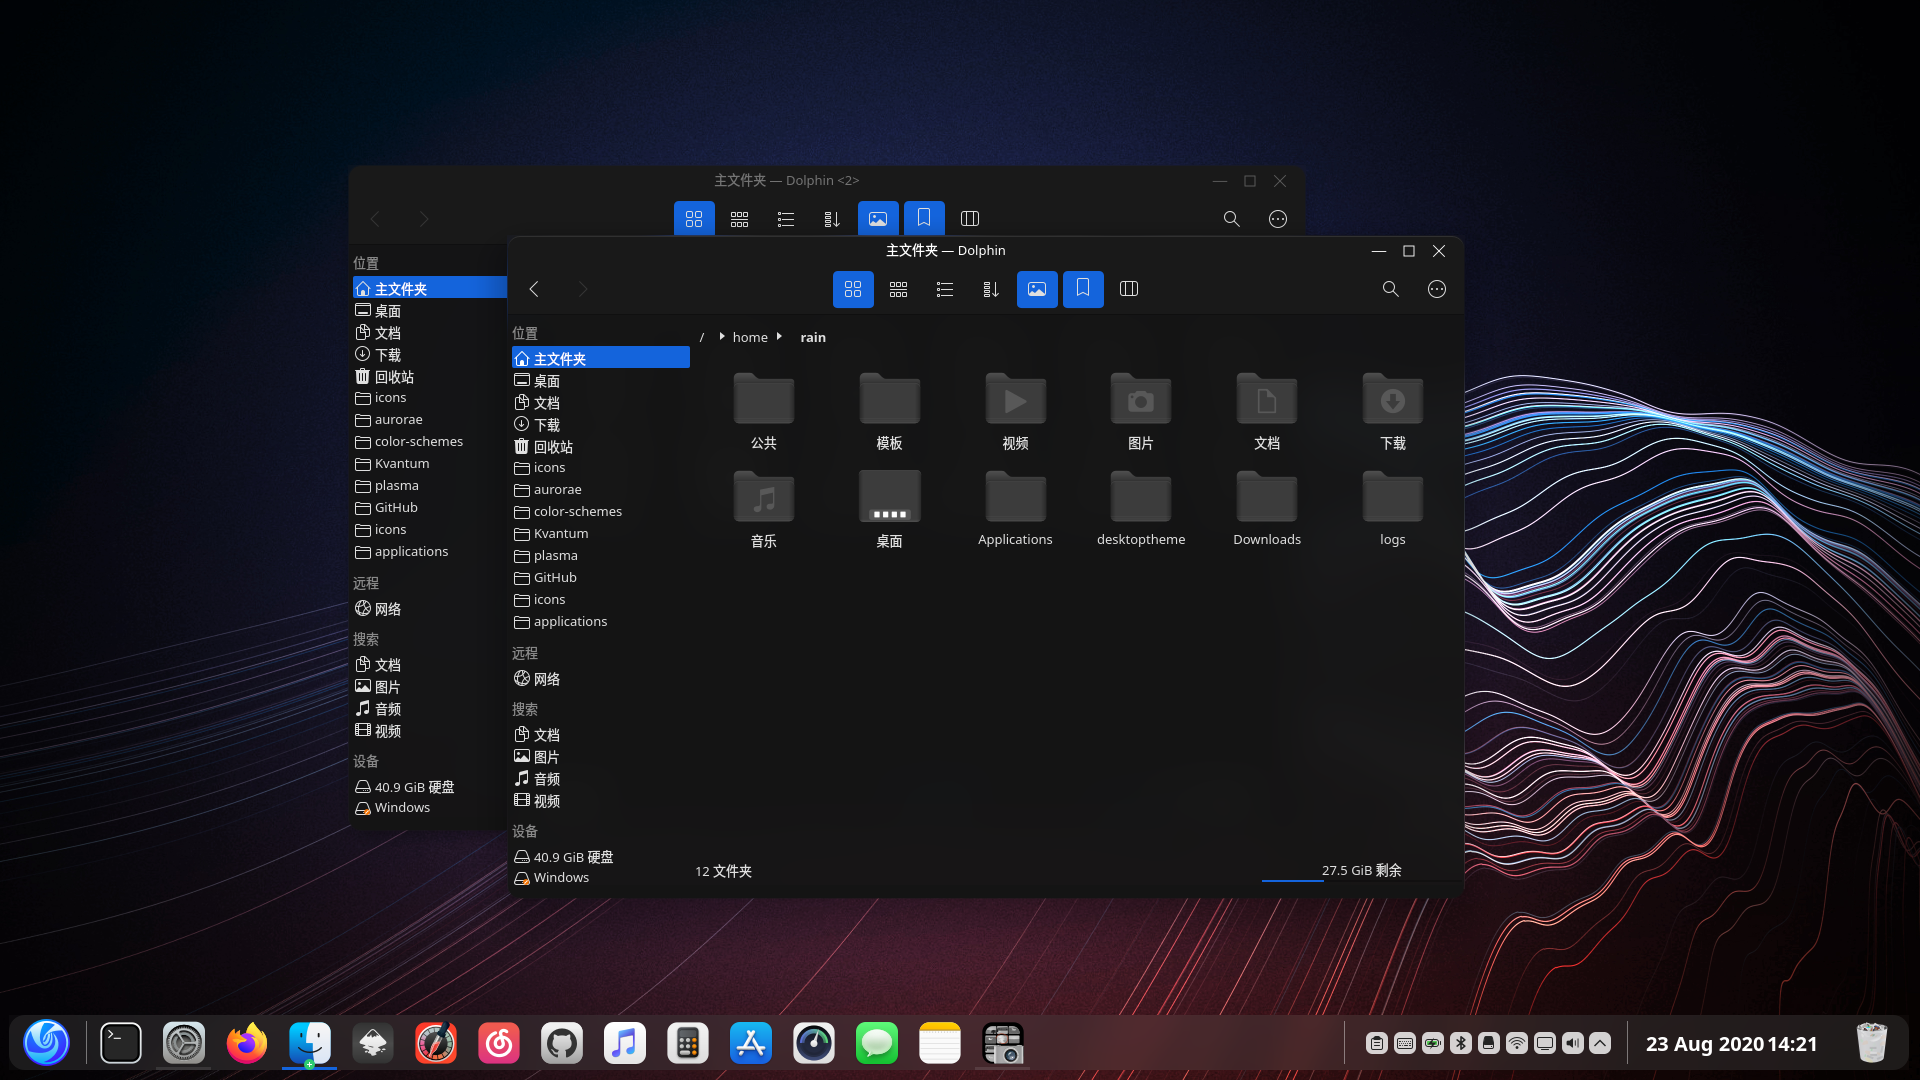 主文件夹 — Dolphin <2>
位置
主文件夹
桌面
文档
下载
回收站
icons
aurorae
color-schemes
Kvantum
plasma
GitHub
icons
applications
远程
网络
搜索
文档
图片
音频
视频
设备
40.9 GiB 硬盘
Windows
主文件夹 — Dolphin
位置
主文件夹
桌面
文档
下载
回收站
icons
aurorae
color-schemes
Kvantum
plasma
GitHub
icons
applications
远程
网络
搜索
文档
图片
音频
视频
设备
40.9 GiB 硬盘
Windows
/ home rain
公共 模板 视频 图片 文档 下载
音乐 桌面 Applications desktoptheme Downloads logs
12 文件夹
27.5 GiB 剩余
23 Aug 2020 14:21